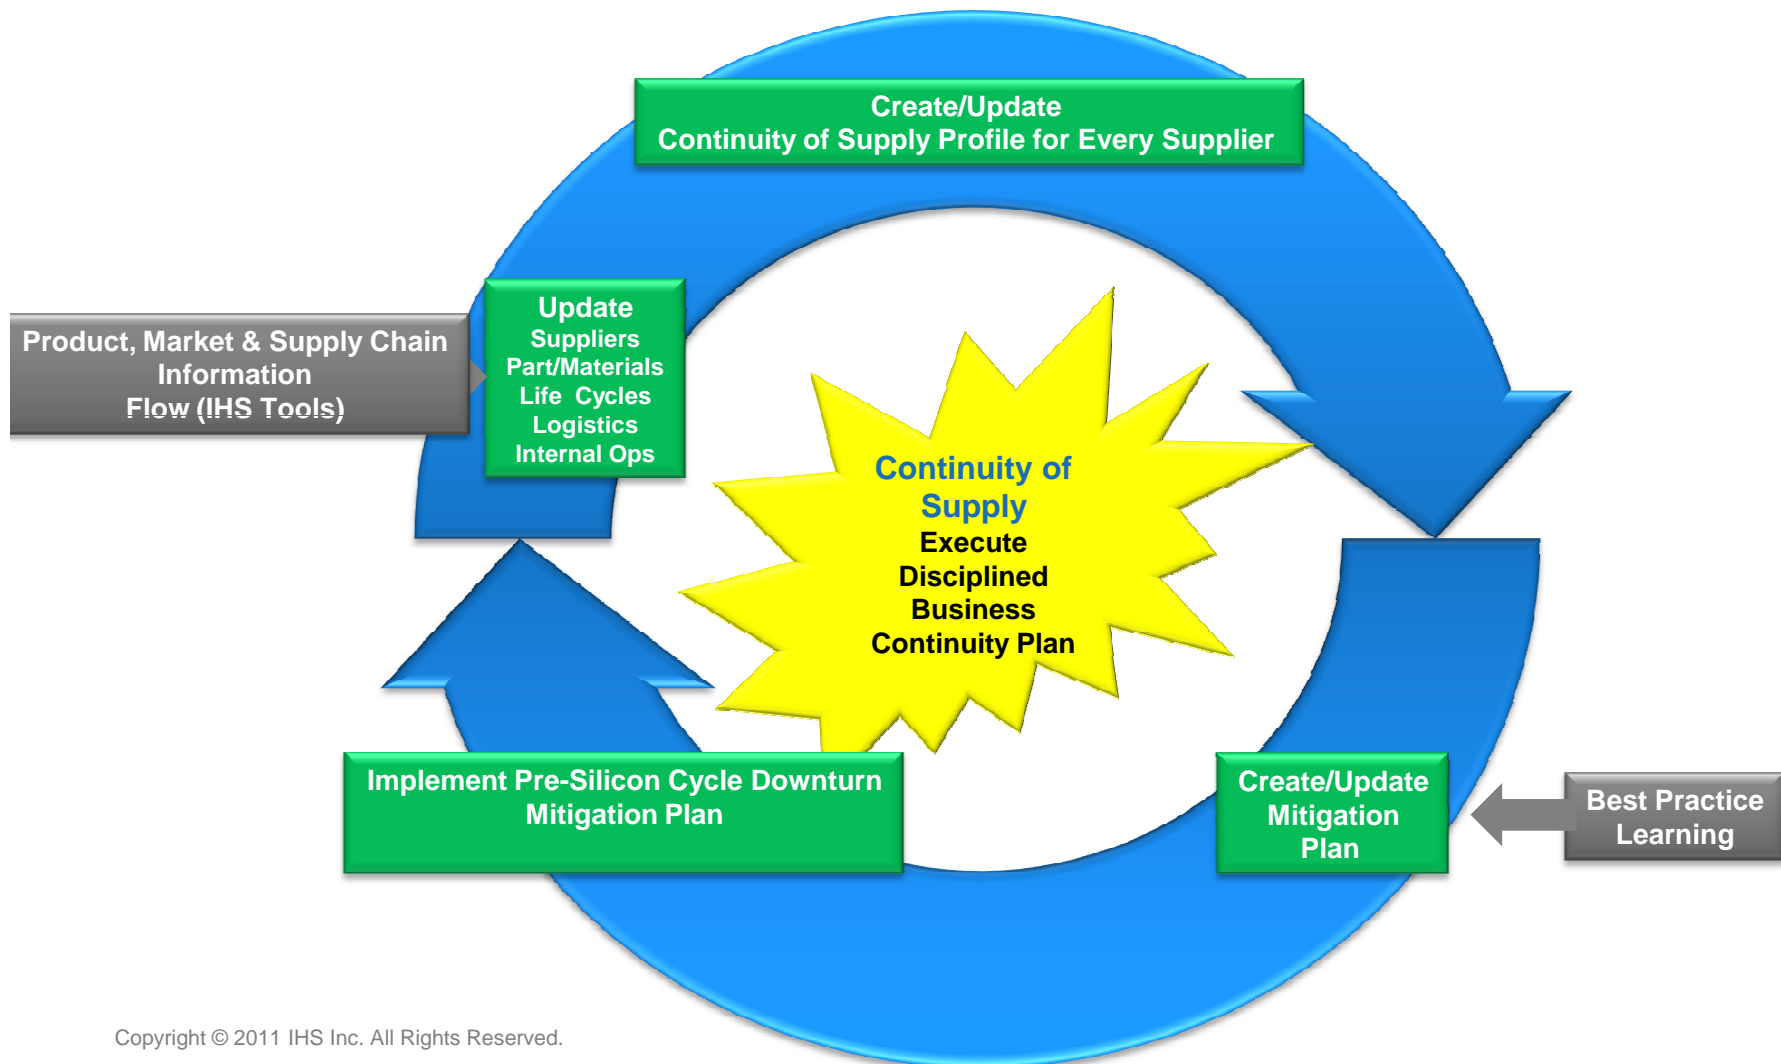 Create/Update
Continuity of Supply Profile for Every Supplier
Update
Suppliers
Part/Materials
Life Cycles
Logistics
Internal Ops
Product, Market & Supply Chain
Information
Flow (IHS Tools)
Continuity of
Supply
Execute
Disciplined
Business
Continuity Plan
Implement Pre-Silicon Cycle Downturn
Mitigation Plan
Create/Update
Mitigation
Plan
Best Practice
Learning
Copyright © 2011 IHS Inc. All Rights Reserved.